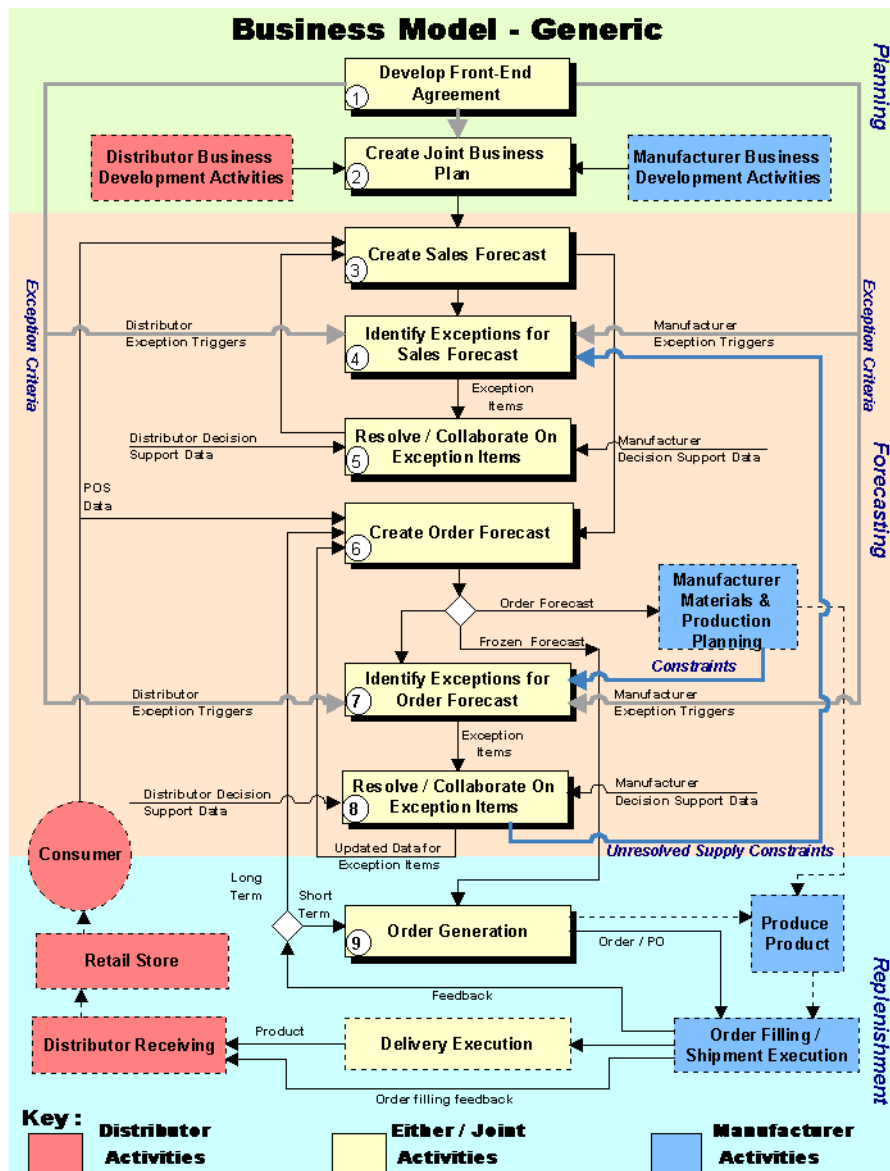 Business Model - Generic
Planning
Develop Front-End
Agreement
1
Distributor Business
Development Activities
Create Joint Business
Plan
2
Manufacturer Business
Development Activities
Create Sales Forecast
3
Exception Criteria
Exception Criteria
Distributor
Exception Triggers
Identify Exceptions for
Sales Forecast
4
Manufacturer
Exception Triggers
Exception
Items
Distributor Decision
Support Data
Resolve / Collaborate On
Exception Items
5
Manufacturer
Decision Support Data
Forecasting
POS
Data
Create Order Forecast
6
Order Forecast
Manufacturer
Materials &
Production
Planning
Frozen Forecast
Constraints
Distributor
Exception Triggers
Identify Exceptions for
Order Forecast
7
Manufacturer
Exception Triggers
Exception
Items
Distributor Decision
Support Data
Resolve / Collaborate On
Exception Items
8
Manufacturer
Decision Support Data
Updated Data for
Exception Items
Unresolved Supply Constraints
Consumer
Long
Term
Short
Term
Order Generation
9
Order / PO
Produce
Product
Retail Store
Replenishment
Feedback
Distributor Receiving
Product
Delivery Execution
Order Filling /
Shipment Execution
Order filling feedback
Key :
Distributor
Activities
Either / Joint
Activities
Manufacturer
Activities